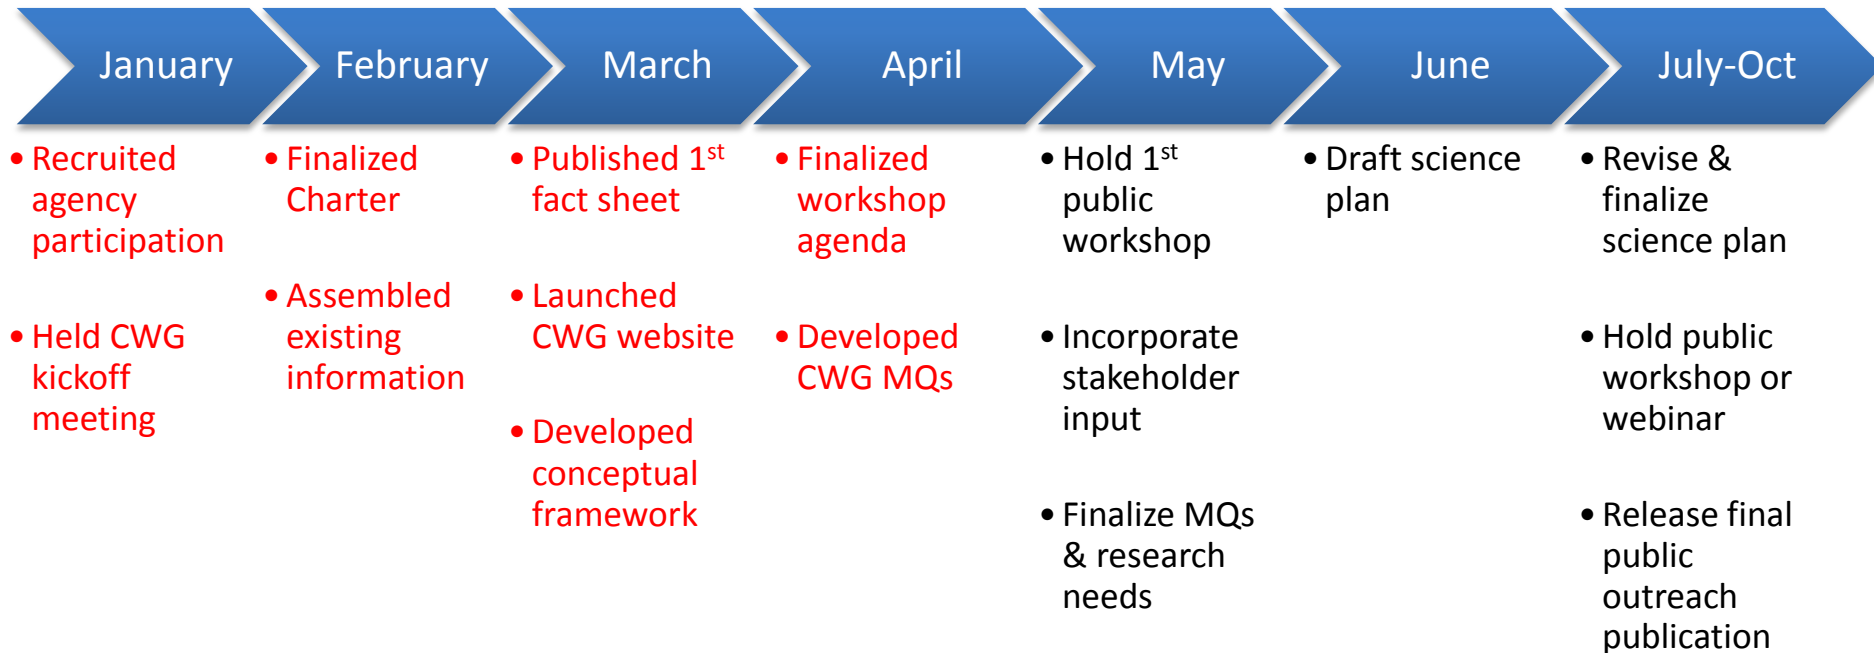 January
February
March
April
May
June
July-Oct
• Recruited
agency
participation
• Held CWG
kickoff
meeting
• Finalized
Charter
• Assembled
existing
information
• Published 1st
fact sheet
• Launched
CWG website
• Developed
conceptual
framework
• Finalized
workshop
agenda
• Developed
CWG MQs
• Hold 1st
public
workshop
• Incorporate
stakeholder
input
• Finalize MQs
& research
needs
• Draft science
plan
• Revise &
finalize
science plan
• Hold public
workshop or
webinar
• Release final
public
outreach
publication